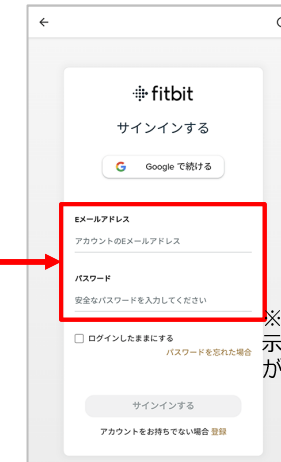 fitbit
サインインする
Google で続ける
Eメールアドレス
アカウントのEメールアドレス
パスワード
安全なパスワードを入力してください
ログインしたままにする
パスワードを忘れた場合
サインインする
アカウントをお持ちでない場合 登録
※
示
が